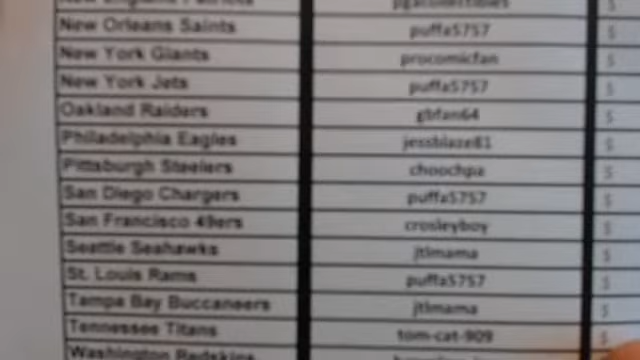 New England Patriots pgacollectibles $
New Orleans Saints puffa5757 $
New York Giants procomicfan $
New York Jets puffa5757 $
Oakland Raiders gbfan64 $
Philadelphia Eagles jessblaze81 $
Pittsburgh Steelers choochpa $
San Diego Chargers puffa5757 $
San Francisco 49ers crosleyboy $
Seattle Seahawks jtlmama $
St. Louis Rams puffa5757 $
Tampa Bay Buccaneers jtlmama $
Tennessee Titans tom-cat-909 $
Washington Redskins